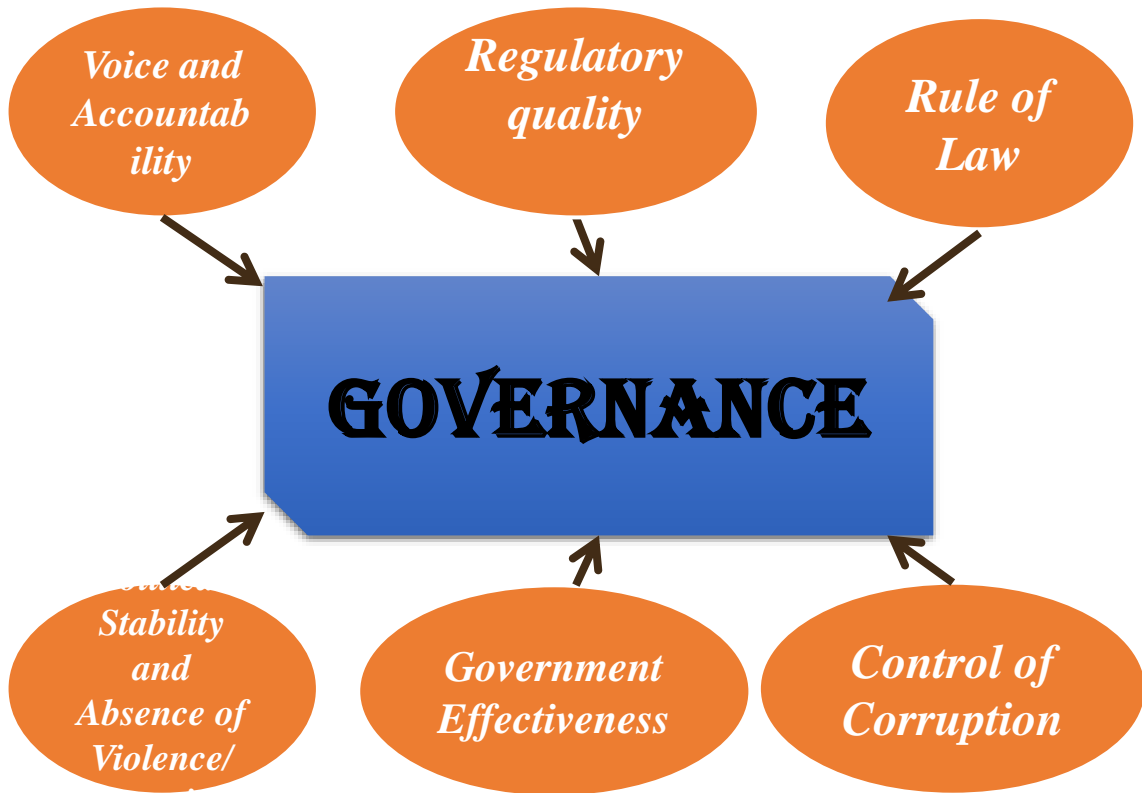 Voice and
Accountab
ility
Regulatory
quality
Rule of
Law
GOVERNANCE
Stability
and
Absence of
Violence/
Government
Effectiveness
Control of
Corruption